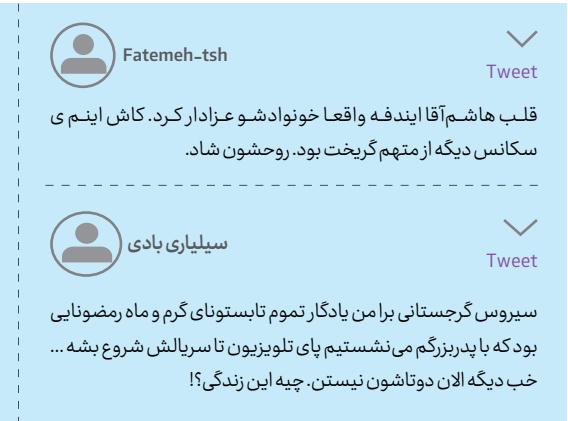 Fatemeh-tsh
Tweet
قلب هاشم‌آقا ایندفه واقعا خونوادشو عزادار کرد. کاش اینم ی
سکانس دیگه از متهم گریخت بود. روحشون شاد.
سیلیاری بادی
Tweet
سیروس گرجستانی برا من یادگار تموم تابستونای گرم و ماه رمضونایی
بود که با پدربزرگم می‌نشستیم پای تلویزیون تا سریالش شروع بشه ...
خب دیگه الان دوتاشون نیستن. چیه این زندگی؟!